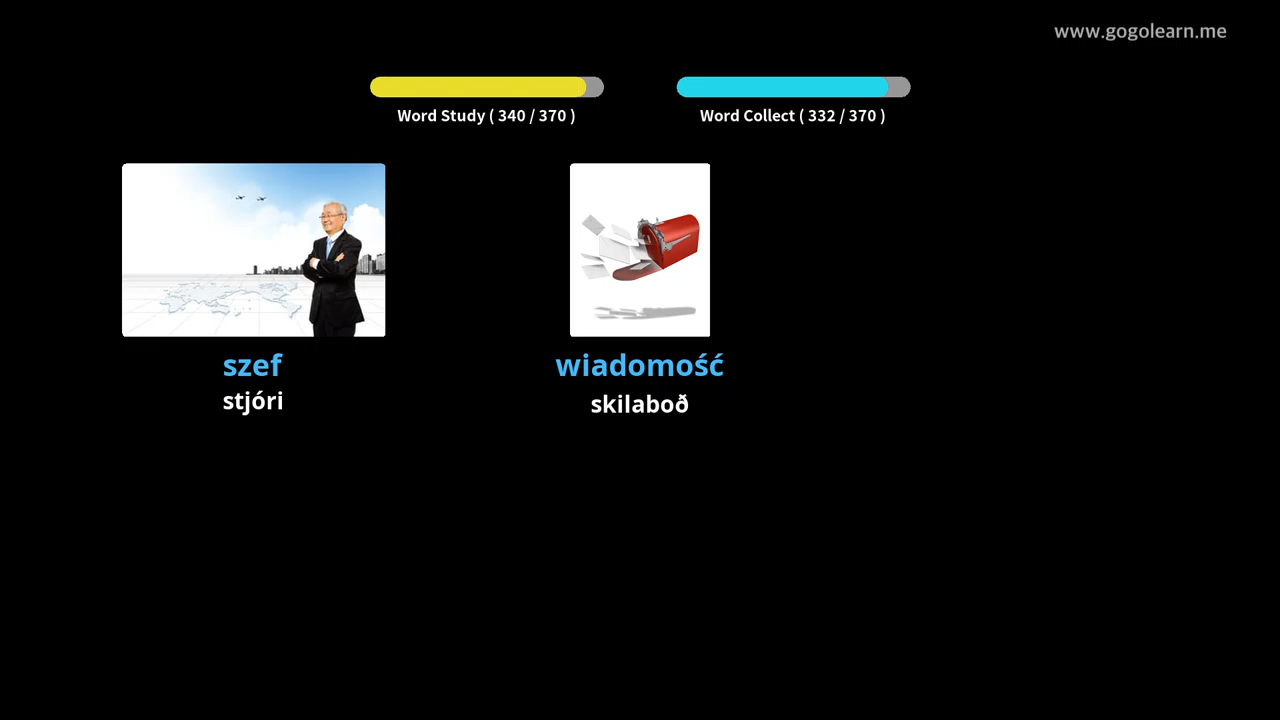 www.gogolearn.me
Word Study ( 340 / 370 )
Word Collect ( 332 / 370 )
szef
stjóri
wiadomość
skilaboð